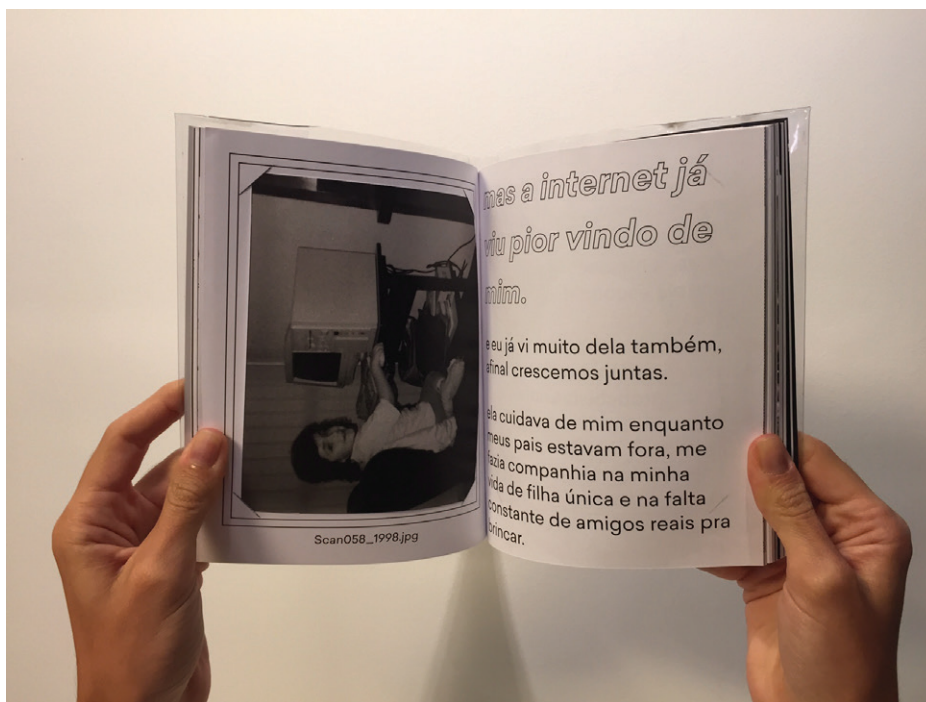 Scan058_1998.jpg
mas a internet já
viu pior vindo de
mim.
e eu já vi muito dela também,
afinal crescemos juntas.
ela cuidava de mim enquanto
meus pais estavam fora, me
fazia companhia na minha
vida de filha única e na falta
constante de amigos reais pra
brincar.